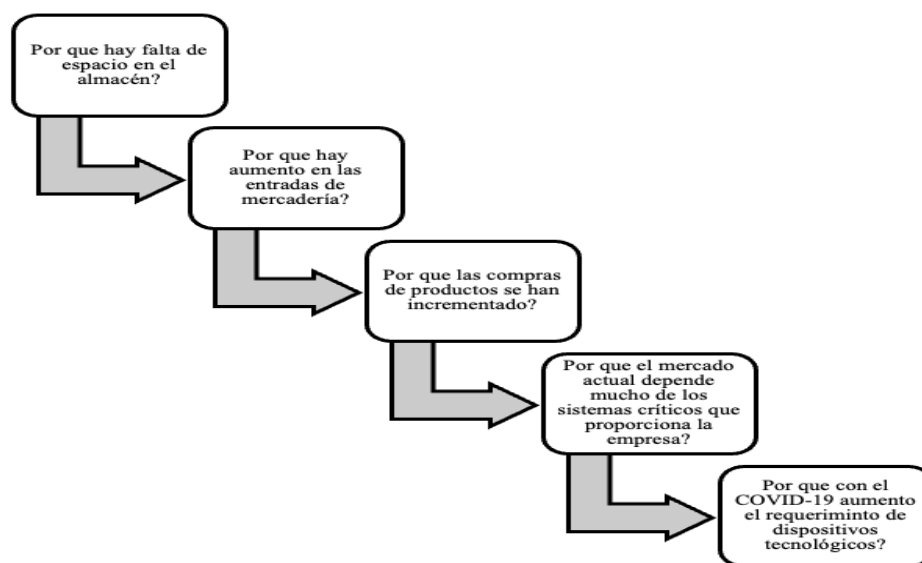 Por que hay falta de
espacio en el
almacén?
Por que hay
aumento en las
entradas de
mercadería?
Por que las compras
de productos se han
incrementado?
Por que el mercado
actual depende
mucho de los
sistemas críticos que
proporciona la
empresa?
Por que con el
COVID-19 aumento
el requeriminto de
dispositivos
tecnológicos?